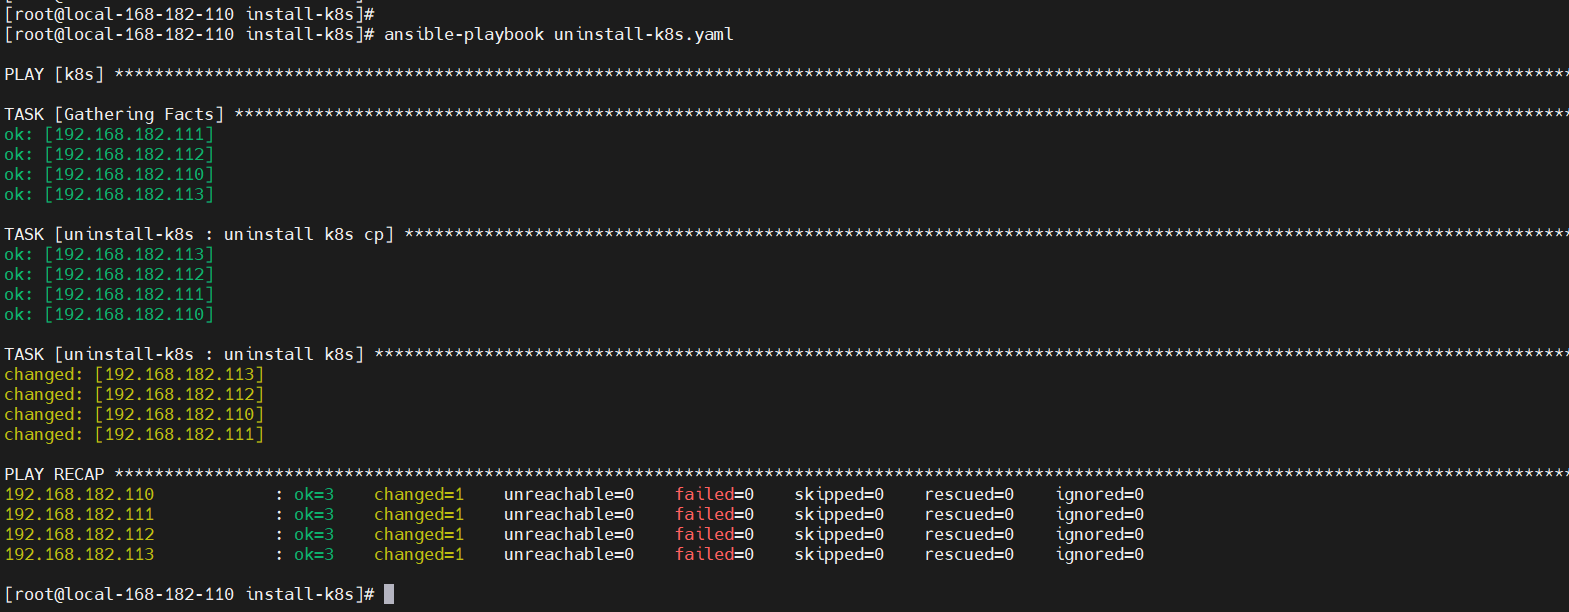 [root@local-168-182-110 install-k8s]#
[root@local-168-182-110 install-k8s]# ansible-playbook uninstall-k8s.yaml
PLAY [k8s] **************************************************************************************************************************************************
TASK [Gathering Facts] **************************************************************************************************************************************
ok: [192.168.182.111]
ok: [192.168.182.112]
ok: [192.168.182.110]
ok: [192.168.182.113]
TASK [uninstall-k8s : uninstall k8s cp] *********************************************************************************************************************
ok: [192.168.182.113]
ok: [192.168.182.112]
ok: [192.168.182.111]
ok: [192.168.182.110]
TASK [uninstall-k8s : uninstall k8s] ************************************************************************************************************************
changed: [192.168.182.113]
changed: [192.168.182.112]
changed: [192.168.182.110]
changed: [192.168.182.111]
PLAY RECAP **************************************************************************************************************************************************
192.168.182.110 : ok=3 changed=1 unreachable=0 failed=0 skipped=0 rescued=0 ignored=0
192.168.182.111 : ok=3 changed=1 unreachable=0 failed=0 skipped=0 rescued=0 ignored=0
192.168.182.112 : ok=3 changed=1 unreachable=0 failed=0 skipped=0 rescued=0 ignored=0
192.168.182.113 : ok=3 changed=1 unreachable=0 failed=0 skipped=0 rescued=0 ignored=0
[root@local-168-182-110 install-k8s]#